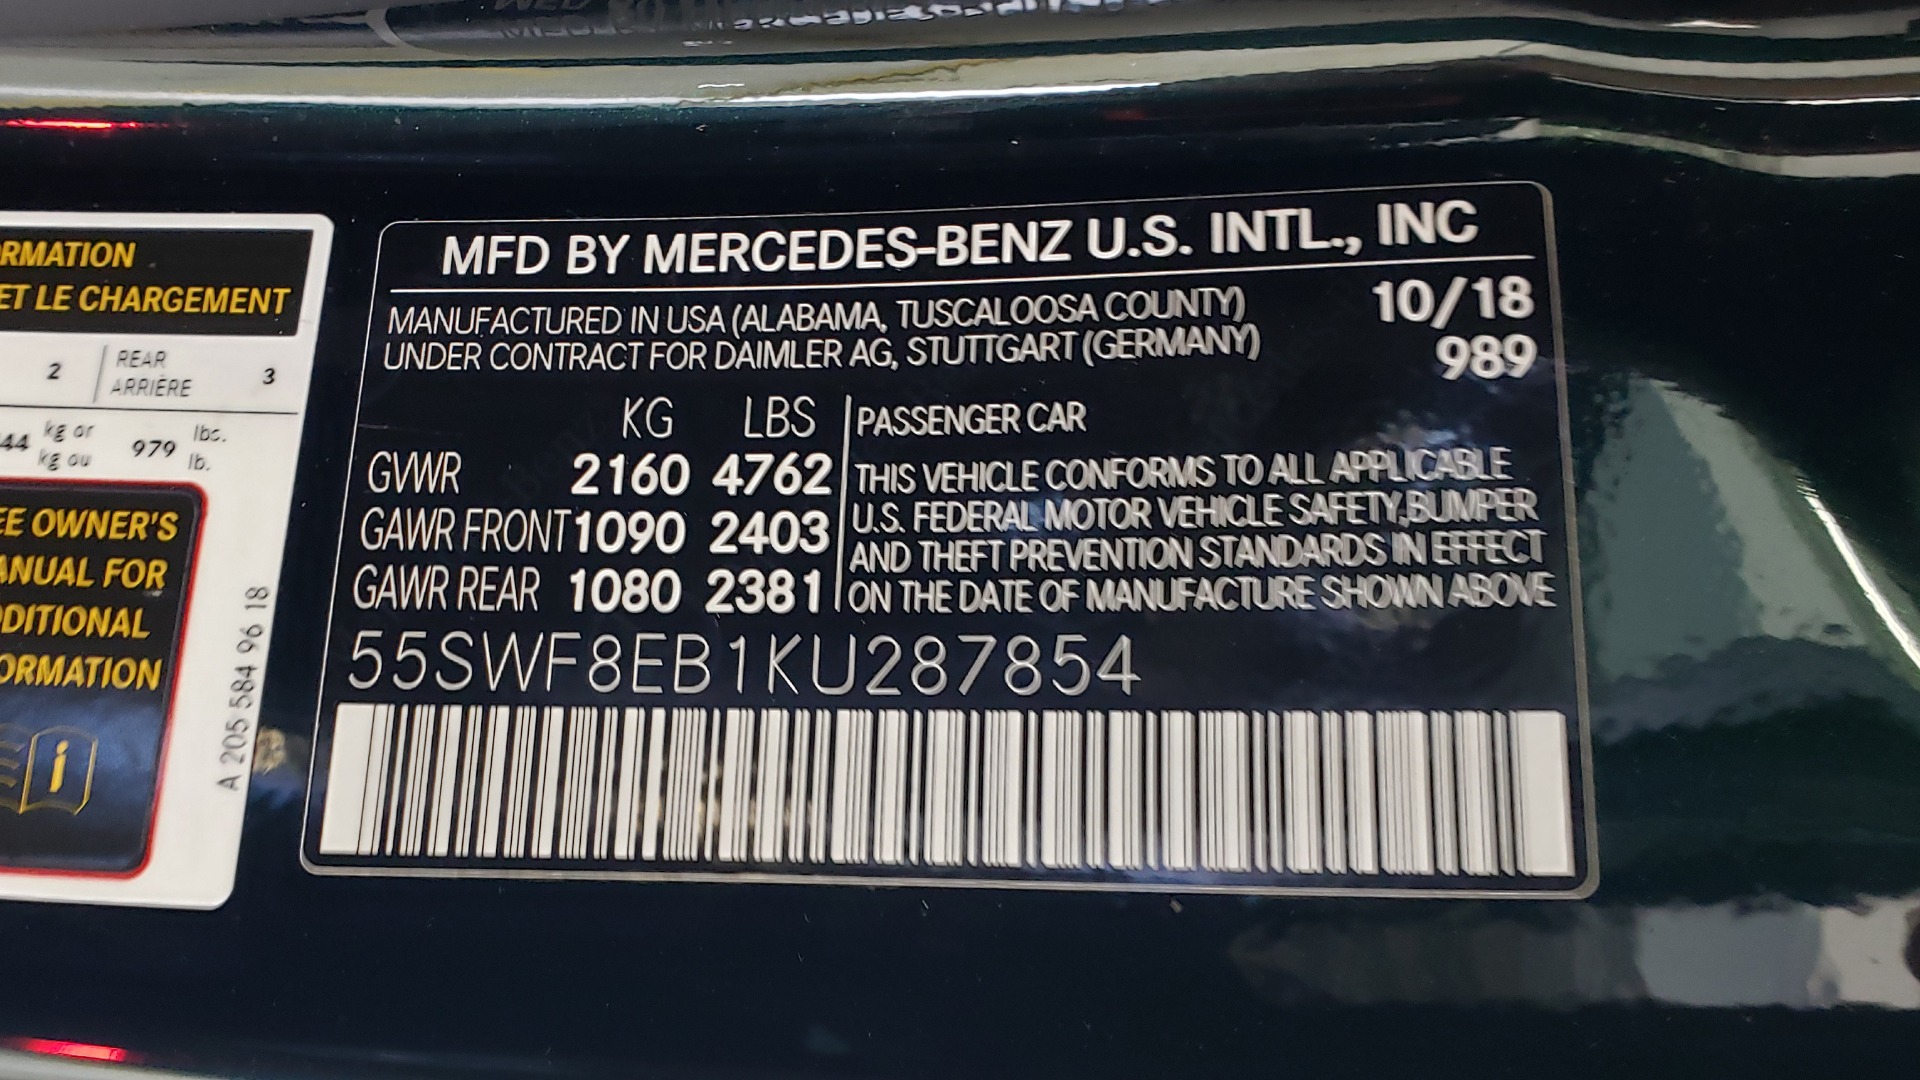 RMATION
ET LE CHARGEMENT
2 REAR
ARRIÈRE 3
44 kg or
kg ou 979 lbs.
lb.
EE OWNER'S
ANUAL FOR
DDITIONAL
ORMATION
i
A 205 584 96 18
MFD BY MERCEDES-BENZ U.S. INTL., INC
MANUFACTURED IN USA (ALABAMA, TUSCALOOSA COUNTY) 10/18
UNDER CONTRACT FOR DAIMLER AG, STUTTGART (GERMANY) 989
KG LBS PASSENGER CAR
GVWR 2160 4762
GAWR FRONT 1090 2403
GAWR REAR 1080 2381
THIS VEHICLE CONFORMS TO ALL APPLICABLE
U.S. FEDERAL MOTOR VEHICLE SAFETY,BUMPER
AND THEFT PREVENTION STANDARDS IN EFFECT
ON THE DATE OF MANUFACTURE SHOWN ABOVE
55SWF8EB1KU287854